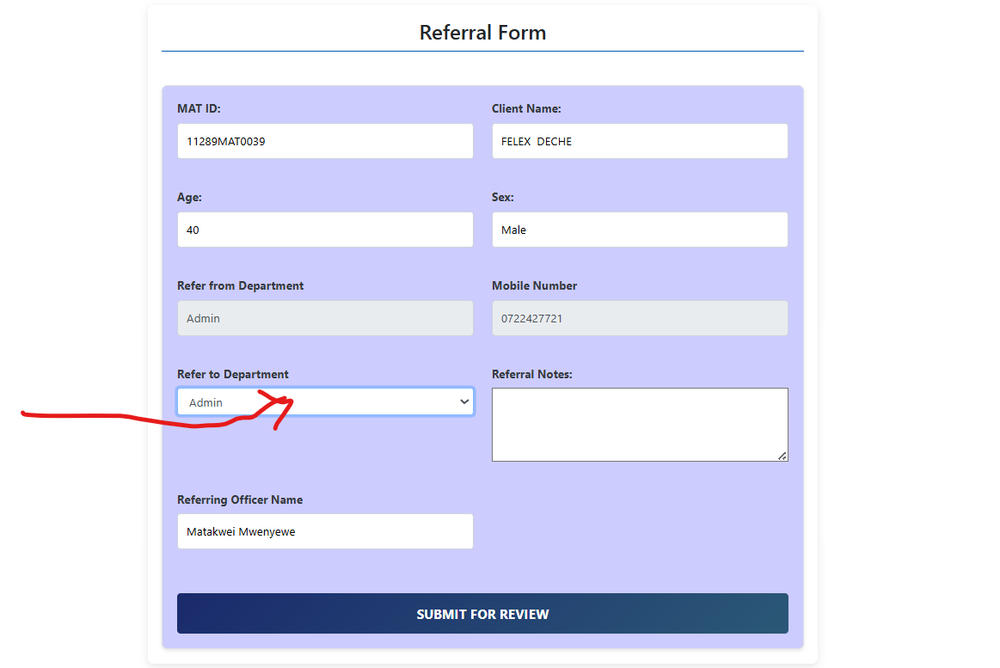 Referral Form
MAT ID:
Client Name:
11289MAT0039
FELEX  DECHE
Age:
Sex:
40
Male
Refer from Department
Mobile Number
Admin
0722427721
Refer to Department
Referral Notes:
Admin
Referring Officer Name
Matakwei Mwenyewe
SUBMIT FOR REVIEW